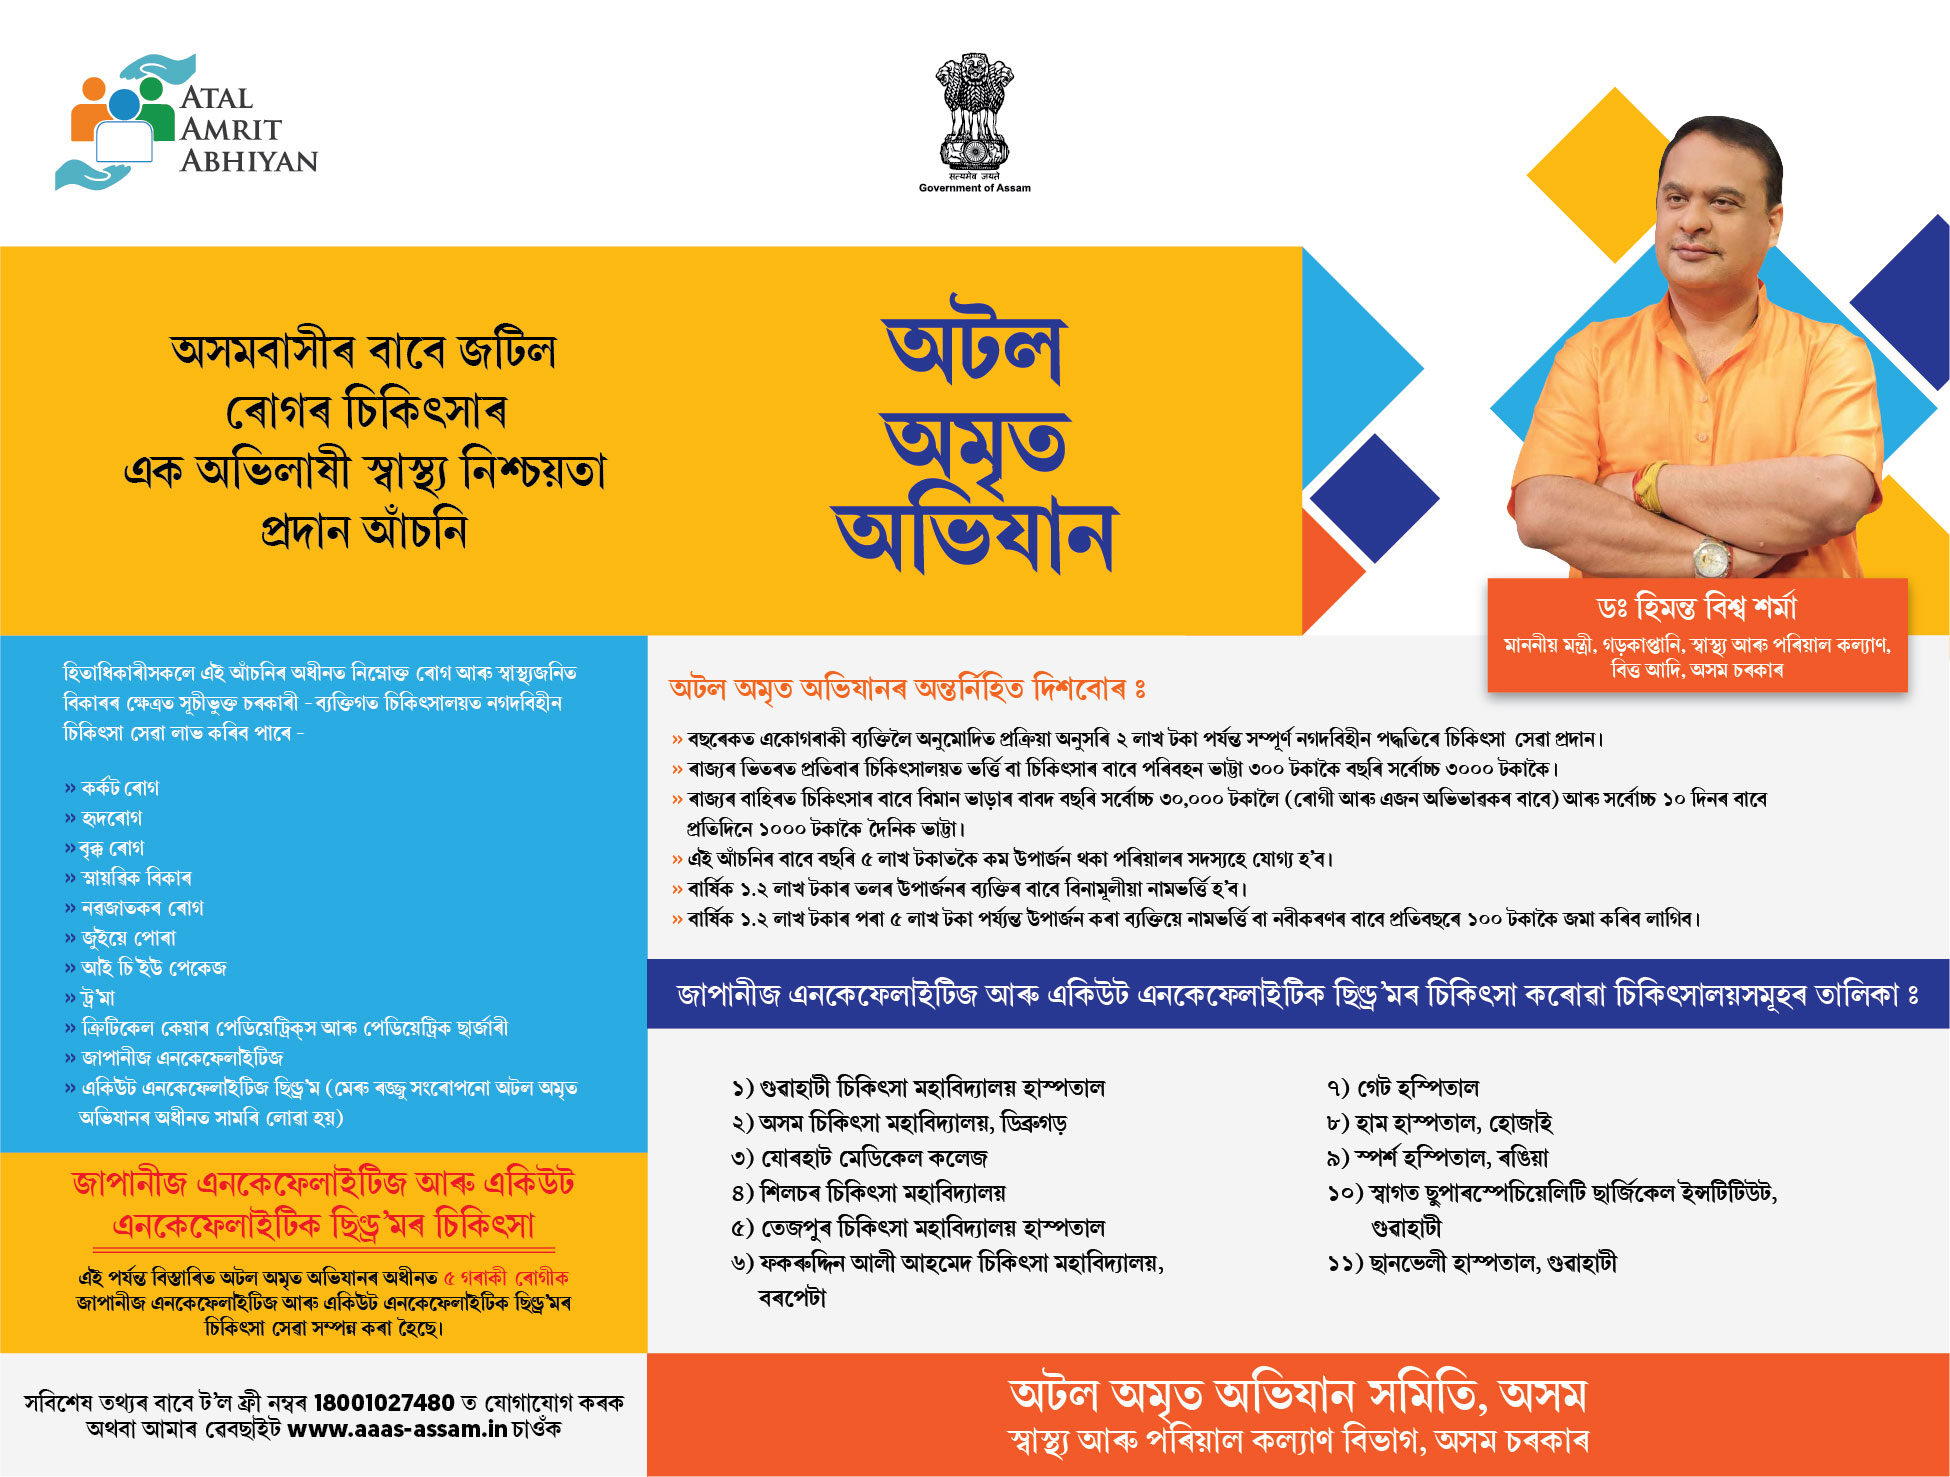 ATAL
AMRIT
ABHIYAN
सत्यमेव जयते
Government of Assam
অসমবাসীৰ বাবে জটিল
ৰোগৰ চিকিৎসাৰ
এক অভিলাষী স্বাস্থ্য নিশ্চয়তা
প্ৰদান আঁচনি
অটল
অমৃত
অভিযান
ডঃ হিমন্ত বিশ্ব শৰ্মা
মাননীয় মন্ত্ৰী, গড়কাপ্তানি, স্বাস্থ্য আৰু পৰিয়াল কল্যাণ,
বিত্ত আদি, অসম চৰকাৰ
হিতাধিকাৰীসকলে এই আঁচনিৰ অধীনত নিম্নোক্ত ৰোগ আৰু স্বাস্থ্যজনিত
বিকাৰৰ ক্ষেত্ৰত সূচীভুক্ত চৰকাৰী - ব্যক্তিগত চিকিৎসালয়ত নগদবিহীন
চিকিৎসা সেৱা লাভ কৰিব পাৰে -
» কৰ্কট ৰোগ
» হৃদৰোগ
» বৃক্ক ৰোগ
» স্নায়ৱিক বিকাৰ
» নৱজাতকৰ ৰোগ
» জুইয়ে পোৰা
» আই চি ইউ পেকেজ
» ট্ৰ'মা
» ক্ৰিটিকেল কেয়াৰ পেডিয়েট্ৰিক্স আৰু পেডিয়েট্ৰিক ছাৰ্জাৰী
» জাপানীজ এনকেফেলাইটিজ
» একিউট এনকেফেলাইটিজ ছিণ্ড্ৰ'ম (মেৰু ৰজ্জু সংৰোপনো অটল অমৃত
অভিযানৰ অধীনত সামৰি লোৱা হয়)
জাপানীজ এনকেফেলাইটিজ আৰু একিউট
এনকেফেলাইটিক ছিণ্ড্ৰ'মৰ চিকিৎসা
এই পৰ্যন্ত বিস্তাৰিত অটল অমৃত অভিযানৰ অধীনত ৫ গৰাকী ৰোগীক
জাপানীজ এনকেফেলাইটিজ আৰু একিউট এনকেফেলাইটিক ছিণ্ড্ৰ'মৰ
চিকিৎসা সেৱা সম্পন্ন কৰা হৈছে।
সবিশেষ তথ্যৰ বাবে ট'ল ফ্ৰী নম্বৰ 18001027480 ত যোগাযোগ কৰক
অথবা আমাৰ ৱেবছাইট www.aaas-assam.in চাওঁক
অটল অমৃত অভিযানৰ অন্তৰ্নিহিত দিশবোৰ ঃ
» বছৰেকত একোগৰাকী ব্যক্তিলৈ অনুমোদিত প্ৰক্ৰিয়া অনুসৰি ২ লাখ টকা পৰ্যন্ত সম্পূৰ্ণ নগদবিহীন পদ্ধতিৰে চিকিৎসা সেৱা প্ৰদান।
» ৰাজ্যৰ ভিতৰত প্ৰতিবাৰ চিকিৎসালয়ত ভৰ্ত্তি বা চিকিৎসাৰ বাবে পৰিবহন ভাট্টা ৩০০ টকাকৈ বছৰি সৰ্বোচ্চ ৩০০০ টকাকৈ।
» ৰাজ্যৰ বাহিৰত চিকিৎসাৰ বাবে বিমান ভাড়াৰ বাবদ বছৰি সৰ্বোচ্চ ৩০,০০০ টকালৈ (ৰোগী আৰু এজন অভিভাৱকৰ বাবে) আৰু সৰ্বোচ্চ ১০ দিনৰ বাবে
প্ৰতিদিনে ১০০০ টকাকৈ দৈনিক ভাট্টা।
» এই আঁচনিৰ বাবে বছৰি ৫ লাখ টকাতকৈ কম উপাৰ্জন থকা পৰিয়ালৰ সদস্যহে যোগ্য হ'ব।
» বাৰ্ষিক ১.২ লাখ টকাৰ তলৰ উপাৰ্জনৰ ব্যক্তিৰ বাবে বিনামূলীয়া নামভৰ্ত্তি হ'ব।
» বাৰ্ষিক ১.২ লাখ টকাৰ পৰা ৫ লাখ টকা পৰ্য্যন্ত উপাৰ্জন কৰা ব্যক্তিয়ে নামভৰ্ত্তি বা নবীকৰণৰ বাবে প্ৰতিবছৰে ১০০ টকাকৈ জমা কৰিব লাগিব।
জাপানীজ এনকেফেলাইটিজ আৰু একিউট এনকেফেলাইটিক ছিণ্ড্ৰ'মৰ চিকিৎসা কৰোৱা চিকিৎসালয়সমূহৰ তালিকা ঃ
১) গুৱাহাটী চিকিৎসা মহাবিদ্যালয় হাস্পতাল
২) অসম চিকিৎসা মহাবিদ্যালয়, ডিব্ৰুগড়
৩) যোৰহাট মেডিকেল কলেজ
৪) শিলচৰ চিকিৎসা মহাবিদ্যালয়
৫) তেজপুৰ চিকিৎসা মহাবিদ্যালয় হাস্পতাল
৬) ফকৰুদ্দিন আলী আহমেদ চিকিৎসা মহাবিদ্যালয়,
বৰপেটা
৭) গেট হস্পিতাল
৮) হাম হাস্পতাল, হোজাই
৯) স্পৰ্শ হস্পিতাল, ৰঙিয়া
১০) স্বাগত ছুপাৰস্পেচিয়েলিটি ছাৰ্জিকেল ইন্সটিটিউট,
গুৱাহাটী
১১) ছানভেলী হাস্পতাল, গুৱাহাটী
অটল অমৃত অভিযান সমিতি, অসম
স্বাস্থ্য আৰু পৰিয়াল কল্যাণ বিভাগ, অসম চৰকাৰ